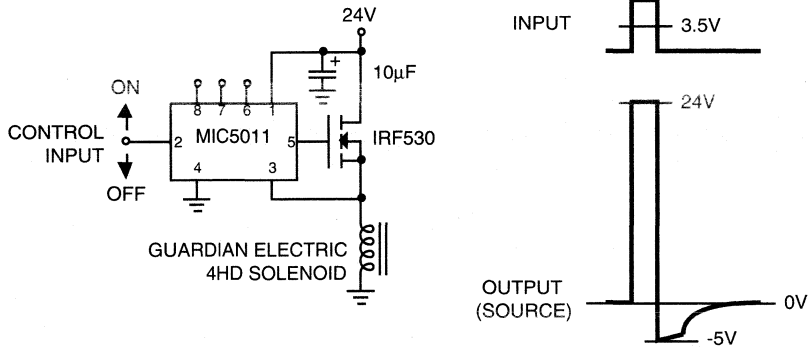 24V
+
10µF
ON
8 7 6 1
MIC5011
CONTROL
INPUT
2
5
IRF530
4 3
OFF
GUARDIAN ELECTRIC
4HD SOLENOID
INPUT
3.5V
24V
OUTPUT
(SOURCE)
0V
-5V